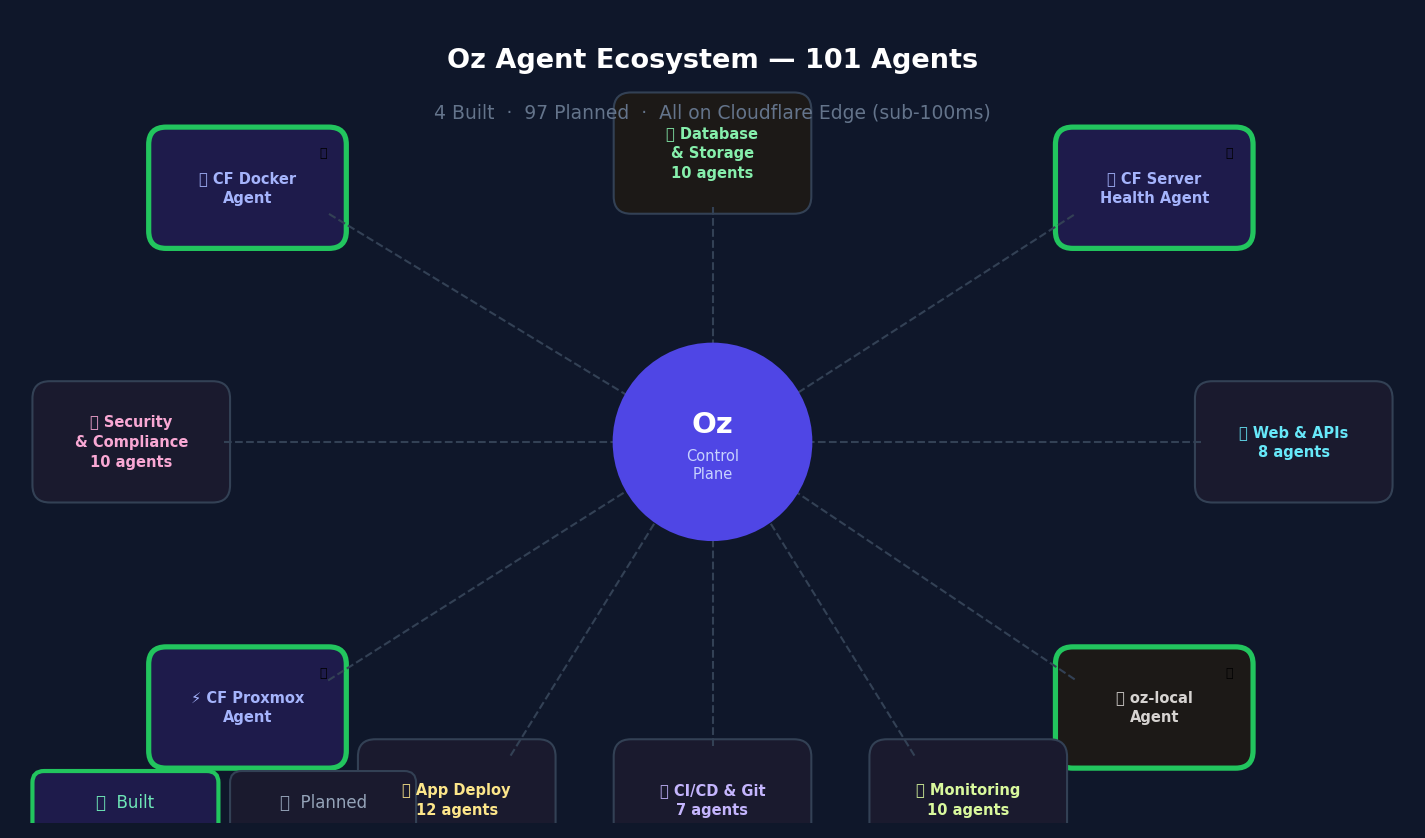 Oz Agent Ecosystem — 101 Agents
4 Built · 97 Planned · All on Cloudflare Edge (sub-100ms)
Database
& Storage
10 agents
CF Docker
Agent
CF Server
Health Agent
Security
& Compliance
10 agents
Oz
Control
Plane
Web & APIs
8 agents
⚡ CF Proxmox
Agent
oz-local
Agent
Built
Planned
App Deploy
12 agents
CI/CD & Git
7 agents
Monitoring
10 agents